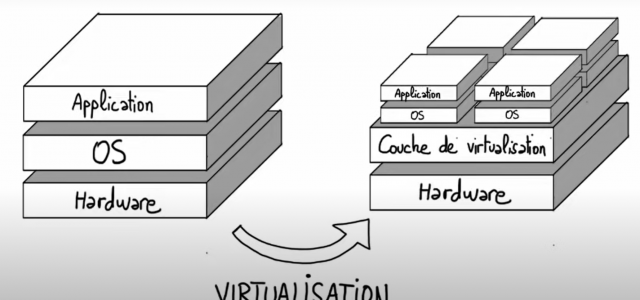 Application
OS
Hardware
Application
Application
OS
OS
Couche de virtualisation
Hardware
VIRTUALISATION